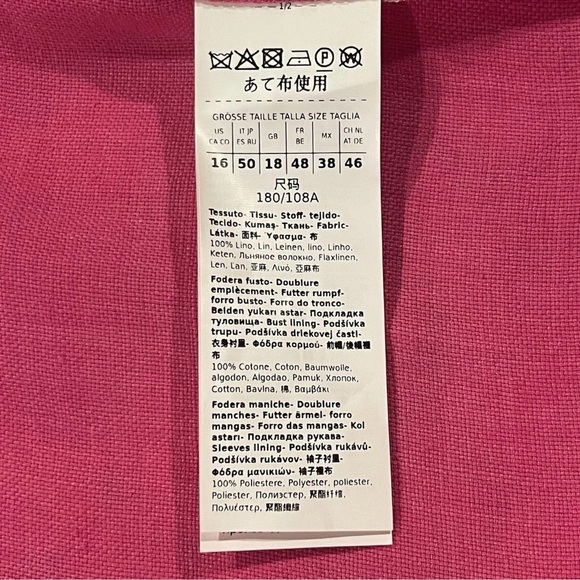 1/2
P W
あて布使用
GRÖSSE TAILLE TALLA SIZE TAGLIA
US CA CO | IT JP ES RU | GB | FR BE | MX | CH NL AT DE
16 | 50 | 18 | 48 | 38 | 46
尺码
180/108A
Tessuto- Tissu- Stoff- tejido-
Tecido- Kumaş- Ткань- Fabric-
Látka- 面料- Ύφασμα- 布
100% Lino, Lin, Leinen, lino, Linho,
Keten, Льняное волокно, Flaxlinen,
Len, Lan, 亚麻, Λινό, 亞麻布
Fodera fusto- Doublure
emplècement- Futter rumpf-
forro busto- Forro do tronco-
Beiden yukarı astar- Подкладка
туловища- Bust lining- Podšívka
trupu- Podšívka driekovej časti-
衣身衬里- Φόδρα κορμού- 前幅/後幅裡
布
100% Cotone, Coton, Baumwolle,
algodon, Algodao, Pamuk, Хлопок,
Cotton, Bavlna, 棉, Βαμβάκι
Fodera maniche- Doublure
manches- Futter ärmel- forro
mangas- Forro das mangas- Kol
astarı- Подкладка рукава-
Sleeves lining- Podšívka rukávů-
Podšívka rukávov- 袖子衬里-
Φόδρα μανικιών- 袖子裡布
100% Poliestere, Polyester, poliester,
Poliester, Полиэстер, 聚酯纤维,
Πολυέστερ, 聚酯纖維